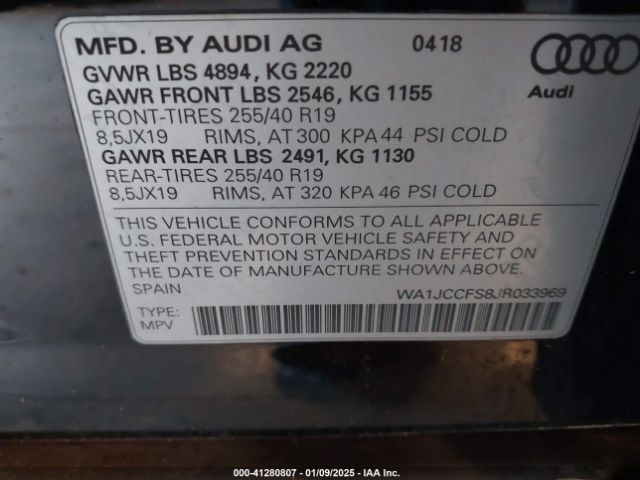 MFD. BY AUDI AG 0418
GVWR LBS 4894, KG 2220
GAWR FRONT LBS 2546, KG 1155
Audi
FRONT-TIRES 255/40 R19
8,5JX19 RIMS, AT 300 KPA 44 PSI COLD
GAWR REAR LBS 2491, KG 1130
REAR-TIRES 255/40 R19
8,5JX19 RIMS, AT 320 KPA 46 PSI COLD
THIS VEHICLE CONFORMS TO ALL APPLICABLE
U.S. FEDERAL MOTOR VEHICLE SAFETY AND
THEFT PREVENTION STANDARDS IN EFFECT ON
THE DATE OF MANUFACTURE SHOWN ABOVE.
SPAIN
WA1JCCFS8JR033969
TYPE:
MPV
000-41280807 - 01/09/2025 - IAA Inc.